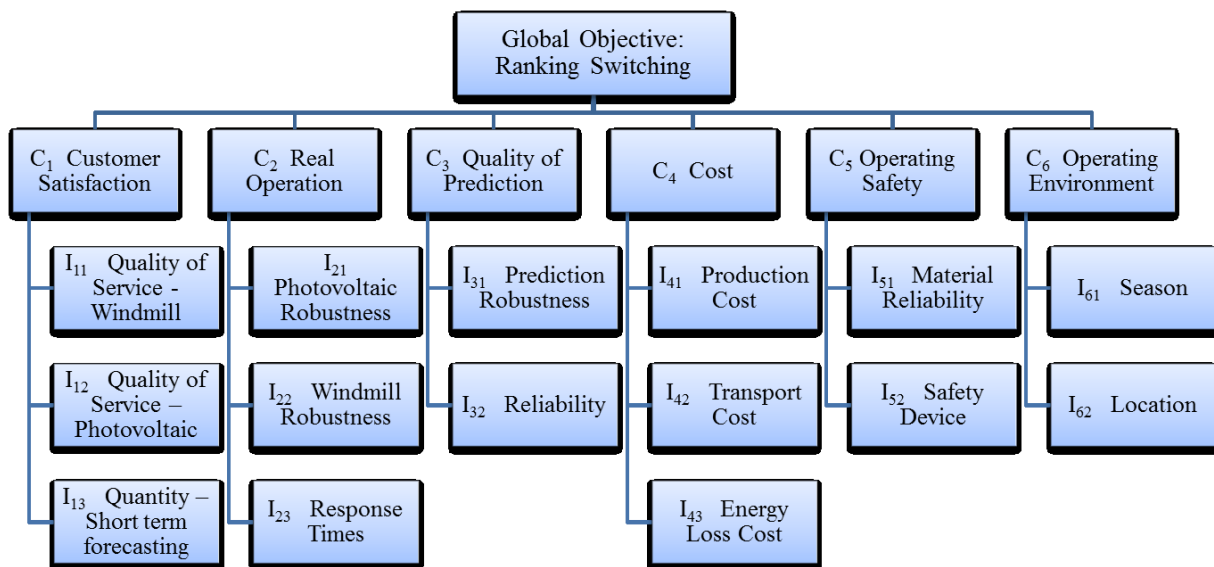 Global Objective:
Ranking Switching
C₁ Customer
Satisfaction
C₂ Real
Operation
C₃ Quality of
Prediction
C₄ Cost
C₅ Operating
Safety
C₆ Operating
Environment
I₁₁ Quality of
Service -
Windmill
I₂₁
Photovoltaic
Robustness
I₃₁ Prediction
Robustness
I₄₁ Production
Cost
I₅₁ Material
Reliability
I₆₁ Season
I₁₂ Quality of
Service –
Photovoltaic
I₂₂ Windmill
Robustness
I₃₂ Reliability
I₄₂ Transport
Cost
I₅₂ Safety
Device
I₆₂ Location
I₁₃ Quantity –
Short term
forecasting
I₂₃ Response
Times
I₄₃ Energy
Loss Cost